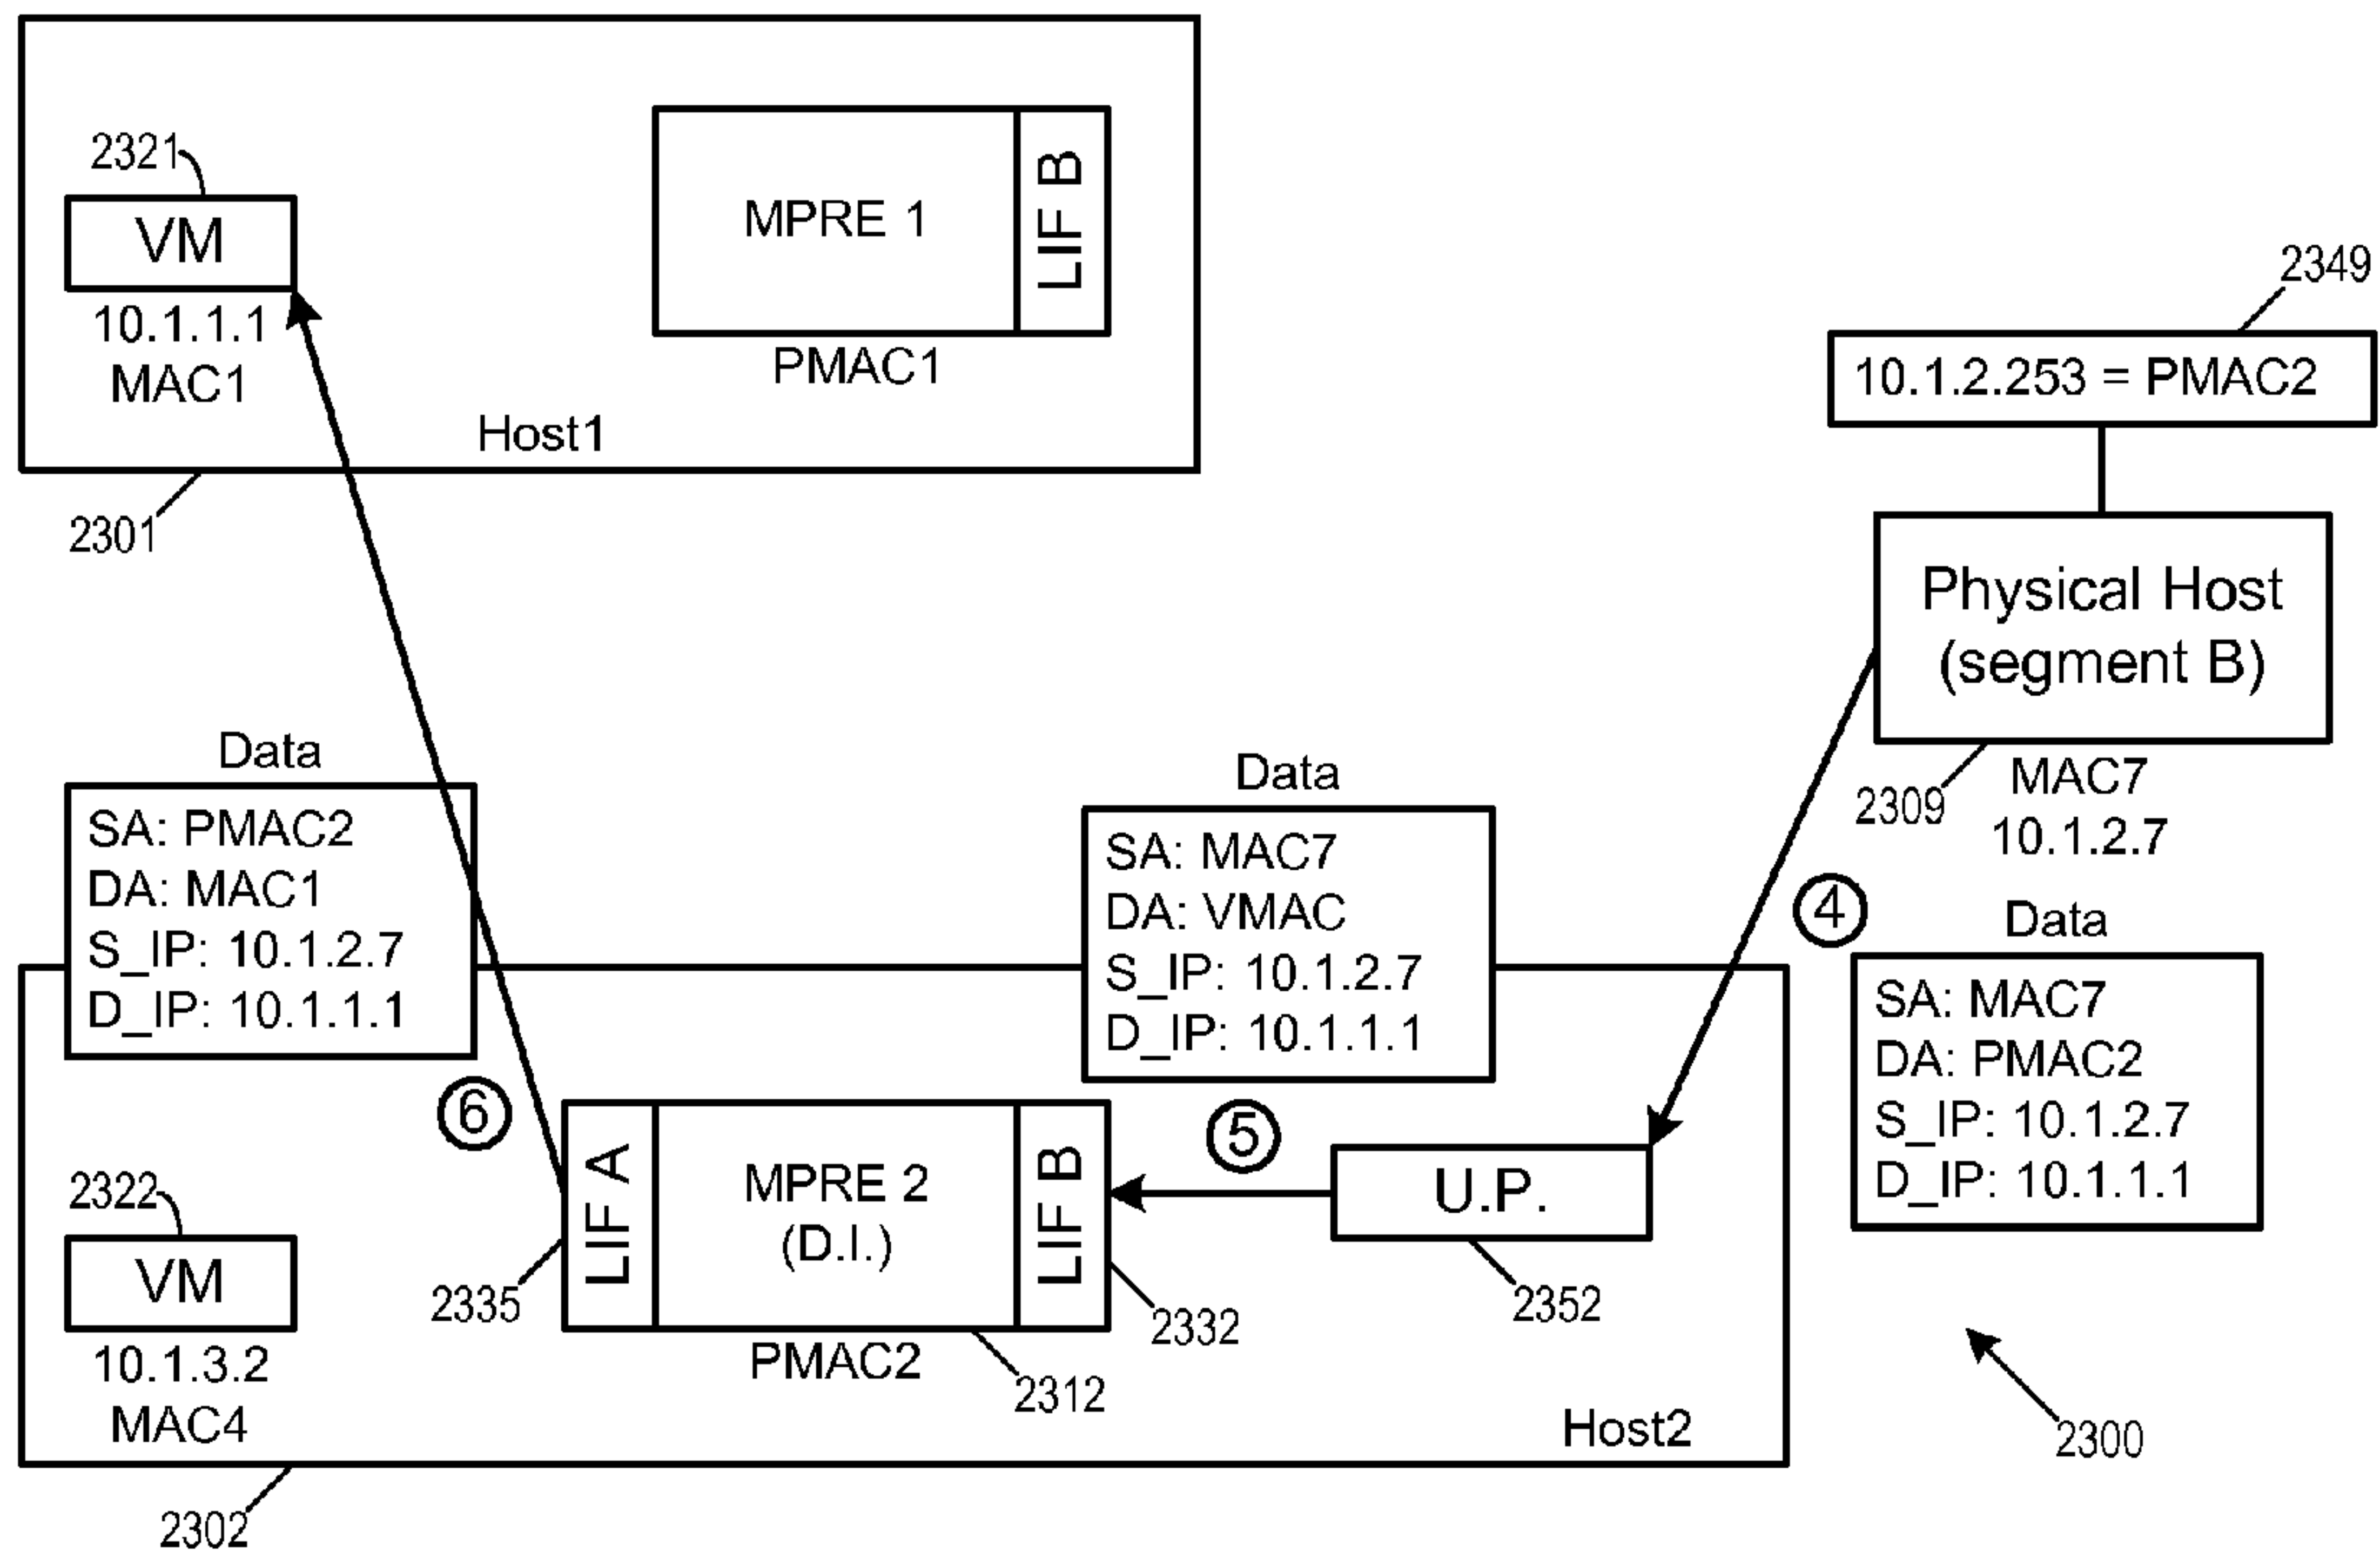 2321
VM
10.1.1.1
MAC1
MPRE 1
LIF B
PMAC1
Host1
2301
2349
10.1.2.253 = PMAC2
Physical Host
(segment B)
2309
MAC7
10.1.2.7
Data
SA: PMAC2
DA: MAC1
S_IP: 10.1.2.7
D_IP: 10.1.1.1
Data
SA: MAC7
DA: VMAC
S_IP: 10.1.2.7
D_IP: 10.1.1.1
4
Data
SA: MAC7
DA: PMAC2
S_IP: 10.1.2.7
D_IP: 10.1.1.1
6
5
2322
VM
10.1.3.2
MAC4
LIF A
2335
MPRE 2
(D.I.)
LIF B
2332
PMAC2
2312
U.P.
2352
Host2
2302
2300